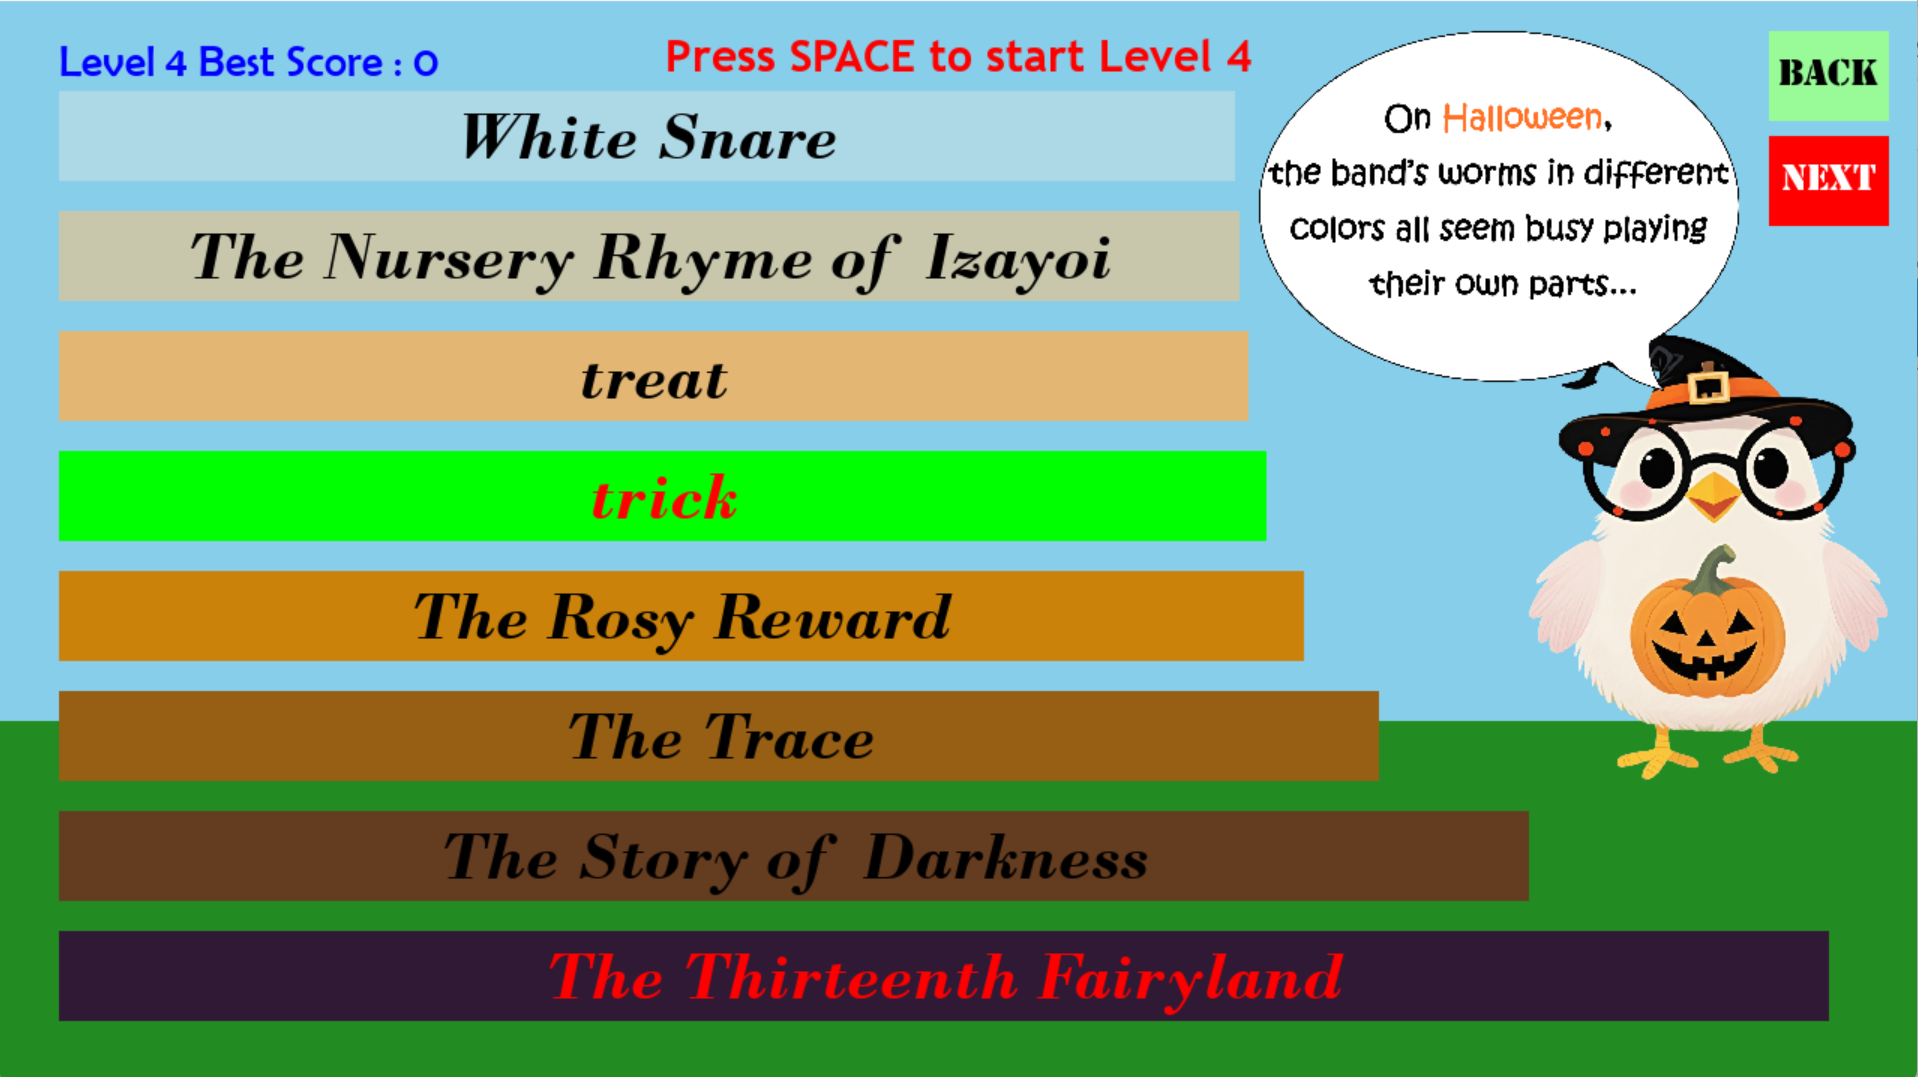 Level 4 Best Score : 0
Press SPACE to start Level 4
BACK
NEXT
On Halloween,
the band's worms in different
colors all seem busy playing
their own parts...
White Snare
The Nursery Rhyme of Izayoi
treat
trick
The Rosy Reward
The Trace
The Story of Darkness
The Thirteenth Fairyland